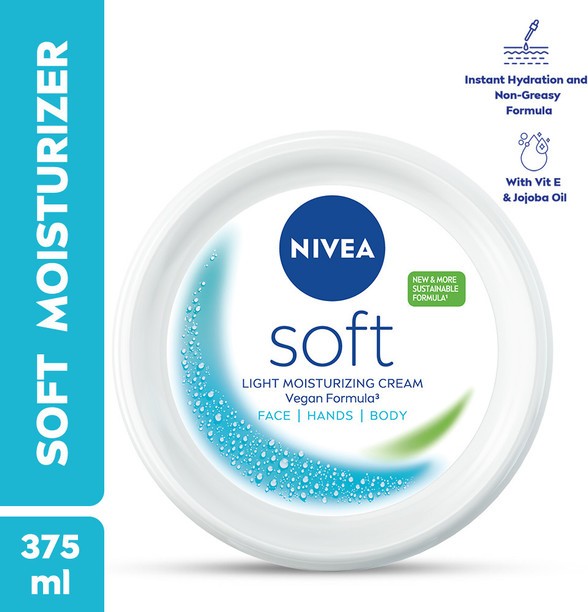 SOFT MOISTURIZER
375
ml
Instant Hydration and
Non-Greasy
Formula
With Vit E
& Jojoba Oil
NIVEA
NEW & MORE
SUSTAINABLE
FORMULA¹
soft
LIGHT MOISTURIZING CREAM
Vegan Formula³
FACE | HANDS | BODY